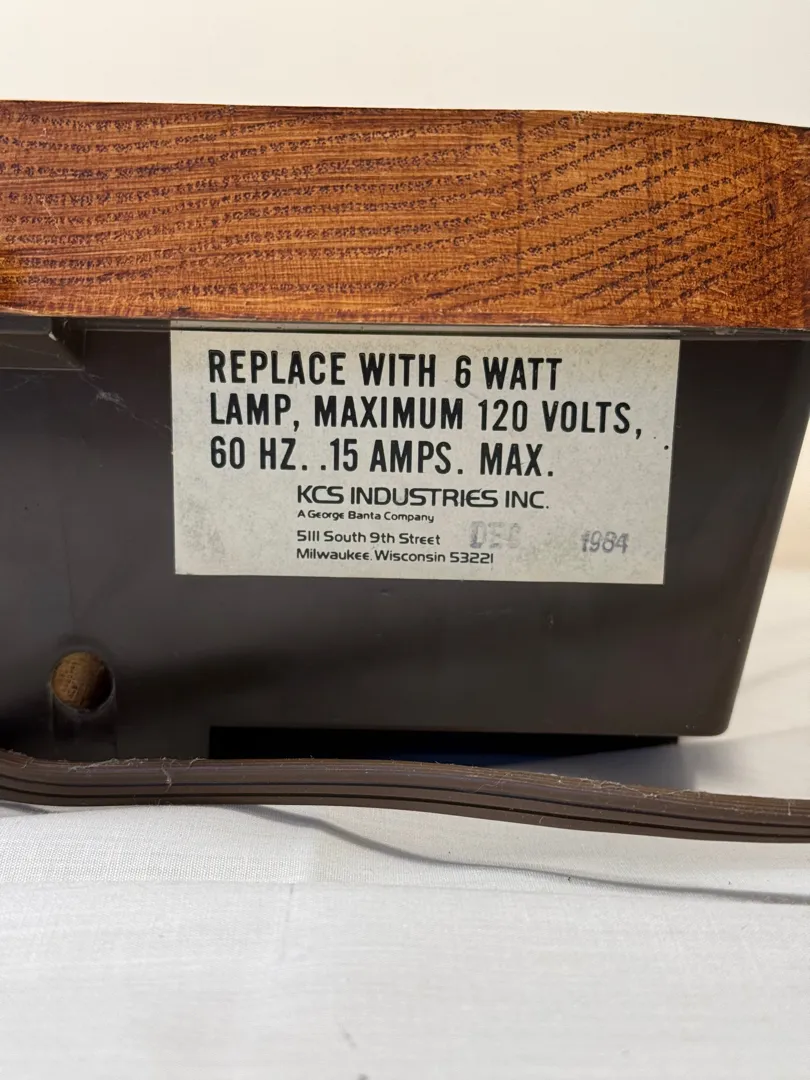 REPLACE WITH 6 WATT
LAMP, MAXIMUM 120 VOLTS,
60 HZ. .15 AMPS. MAX.
KCS INDUSTRIES INC.
A George Banta Company
5111 South 9th Street DEC 1984
Milwaukee, Wisconsin 53221